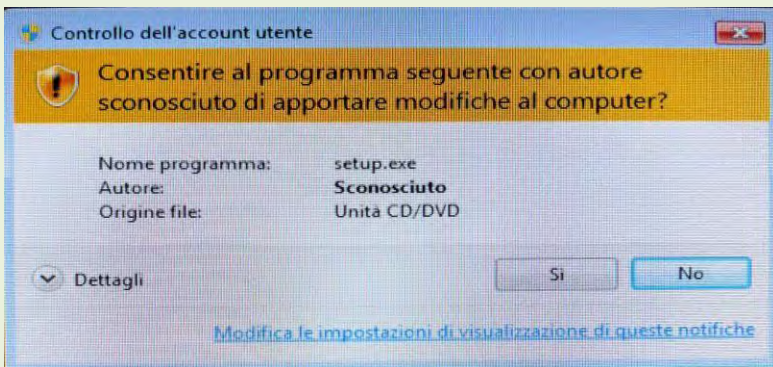 Controllo dell'account utente
Consentire al programma seguente con autore
sconosciuto di apportare modifiche al computer?
Nome programma: setup.exe
Autore: Sconosciuto
Origine file: Unità CD/DVD
Dettagli
Sì No
Modifica le impostazioni di visualizzazione di queste notifiche